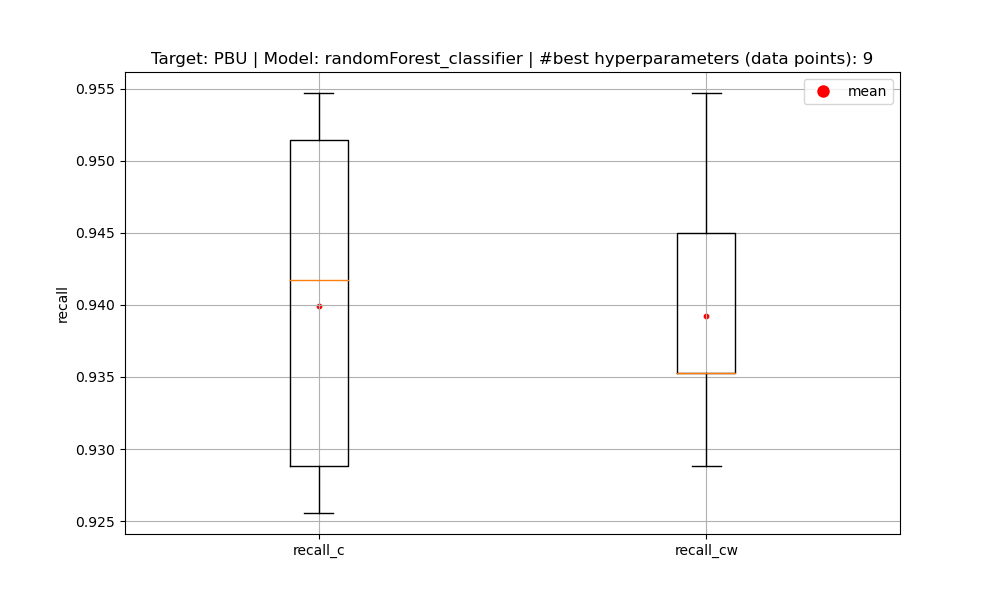 Target: PBU | Model: randomForest_classifier | #best hyperparameters (data points): 9
mean
0.955
0.950
0.945
0.940
0.935
0.930
0.925
recall
recall_c
recall_cw